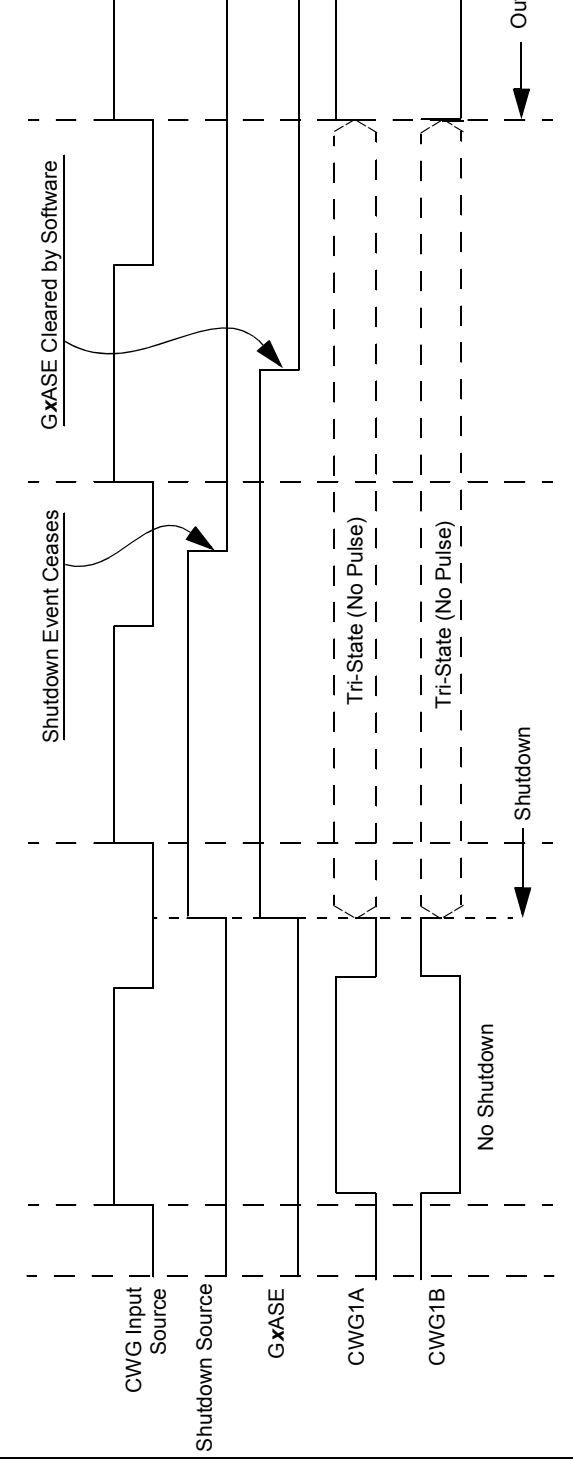 CWG Input
Source
Shutdown Source
GxASE
CWG1A
CWG1B
No Shutdown
Shutdown
Tri-State (No Pulse)
Tri-State (No Pulse)
Shutdown Event Ceases
GxASE Cleared by Software
Ou